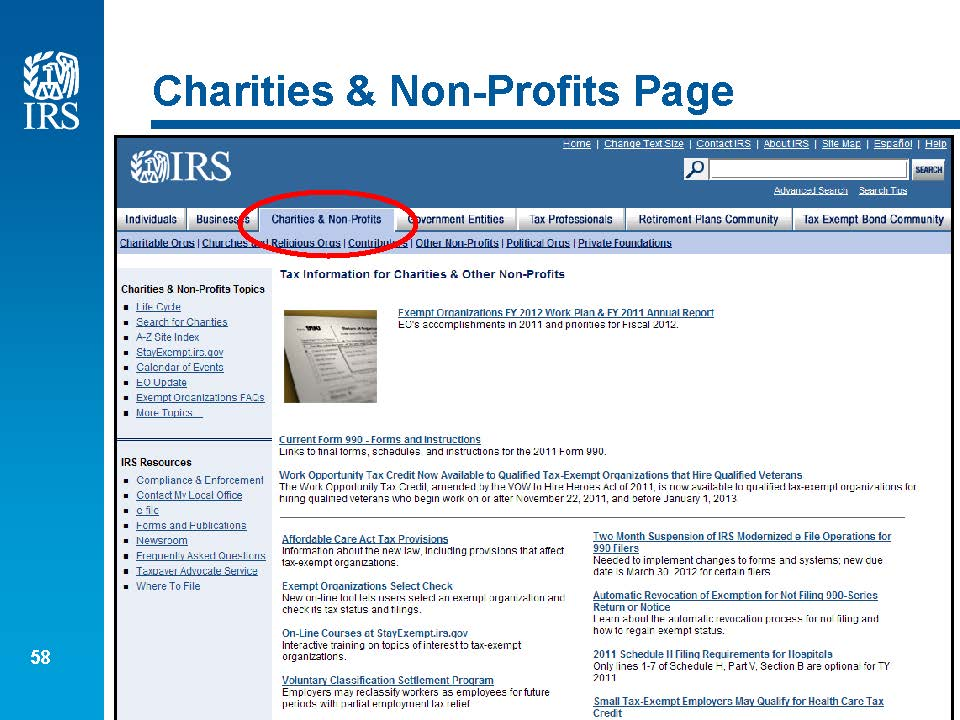 IRS
Charities & Non-Profits Page
Home | Change Text Size | Contact IRS | About IRS | Site Map | Español | Help
IRS
SEARCH
Advanced Search Search Tips
Individuals Businesses Charities & Non-Profits Government Entities Tax Professionals Retirement Plans Community Tax Exempt Bond Community
Charitable Orgs | Churches and Religious Orgs | Contributors | Other Non-Profits | Political Orgs | Private Foundations
Tax Information for Charities & Other Non-Profits
Charities & Non-Profits Topics
Life Cycle
Search for Charities
A-Z Site Index
StayExempt.irs.gov
Calendar of Events
EO Update
Exempt Organizations FAQs
More Topics . .
IRS Resources
Compliance & Enforcement
Contact My Local Office
e-file
Forms and Publications
Newsroom
Frequently Asked Questions
Taxpayer Advocate Service
Where To File
990
Exempt Organizations FY 2012 Work Plan & FY 2011 Annual Report
EO's accomplishments in 2011 and priorities for Fiscal 2012.
Current Form 990 - Forms and Instructions
Links to final forms, schedules, and instructions for the 2011 Form 990.
Work Opportunity Tax Credit Now Available to Qualified Tax-Exempt Organizations that Hire Qualified Veterans
The Work Opportunity Tax Credit, amended by the VOW to Hire Heroes Act of 2011, is now available to qualified tax-exempt organizations for
hiring qualified veterans who begin work on or after November 22, 2011, and before January 1, 2013.
Affordable Care Act Tax Provisions
Information about the new law, including provisions that affect
tax-exempt organizations.
Exempt Organizations Select Check
New on-line tool lets users select an exempt organization and
check its tax status and filings.
On-Line Courses at StayExempt.irs.gov
Interactive training on topics of interest to tax-exempt
organizations.
Voluntary Classification Settlement Program
Employers may reclassify workers as employees for future
periods with partial employment tax relief.
Two Month Suspension of IRS Modernized e File Operations for
990 Filers
Needed to implement changes to forms and systems; new due
date is March 30, 2012 for certain filers.
Automatic Revocation of Exemption for Not Filing 990-Series
Return or Notice
Learn about the automatic revocation process for not filing and
how to regain exempt status.
2011 Schedule H Filing Requirements for Hospitals
Only lines 1-7 of Schedule H, Part V, Section B are optional for TY
2011
Small Tax-Exempt Employers May Qualify for Health Care Tax
Credit
58